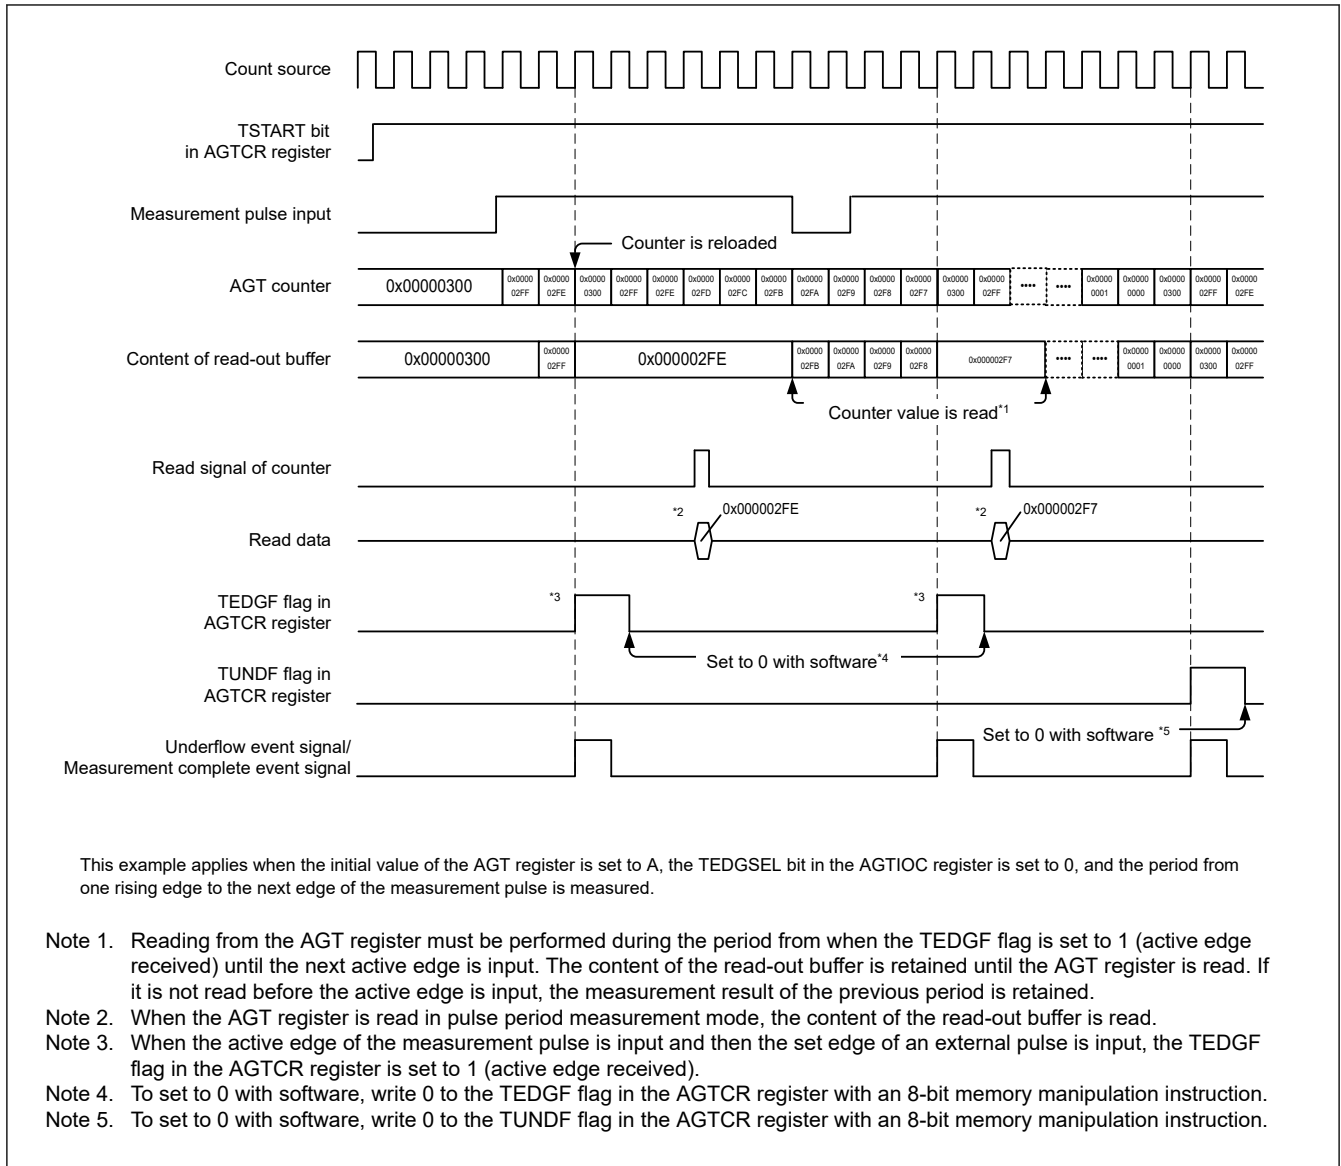 Count source
TSTART bit
in AGTCR register
Measurement pulse input
Counter is reloaded
AGT counter
0x00000300
0x0000 02FF
0x0000 02FE
0x0000 0300
0x0000 02FF
0x0000 02FE
0x0000 02FD
0x0000 02FC
0x0000 02FB
0x0000 02FA
0x0000 02F9
0x0000 02F8
0x0000 02F7
0x0000 0300
0x0000 02FF
....
....
0x0000 0001
0x0000 0000
0x0000 0300
0x0000 02FF
0x0000 02FE
Content of read-out buffer
0x00000300
0x0000 02FF
0x000002FE
0x0000 02FB
0x0000 02FA
0x0000 02F9
0x0000 02F8
0x000002F7
....
....
0x0000 0001
0x0000 0000
0x0000 0300
0x0000 02FF
Counter value is read*1
Read signal of counter
*2 0x000002FE
*2 0x000002F7
Read data
TEDGF flag in
AGTCR register
*3
*3
Set to 0 with software*4
TUNDF flag in
AGTCR register
Set to 0 with software *5
Underflow event signal/
Measurement complete event signal
This example applies when the initial value of the AGT register is set to A, the TEDGSEL bit in the AGTIOC register is set to 0, and the period from
one rising edge to the next edge of the measurement pulse is measured.
Note 1. Reading from the AGT register must be performed during the period from when the TEDGF flag is set to 1 (active edge
received) until the next active edge is input. The content of the read-out buffer is retained until the AGT register is read. If
it is not read before the active edge is input, the measurement result of the previous period is retained.
Note 2. When the AGT register is read in pulse period measurement mode, the content of the read-out buffer is read.
Note 3. When the active edge of the measurement pulse is input and then the set edge of an external pulse is input, the TEDGF
flag in the AGTCR register is set to 1 (active edge received).
Note 4. To set to 0 with software, write 0 to the TEDGF flag in the AGTCR register with an 8-bit memory manipulation instruction.
Note 5. To set to 0 with software, write 0 to the TUNDF flag in the AGTCR register with an 8-bit memory manipulation instruction.